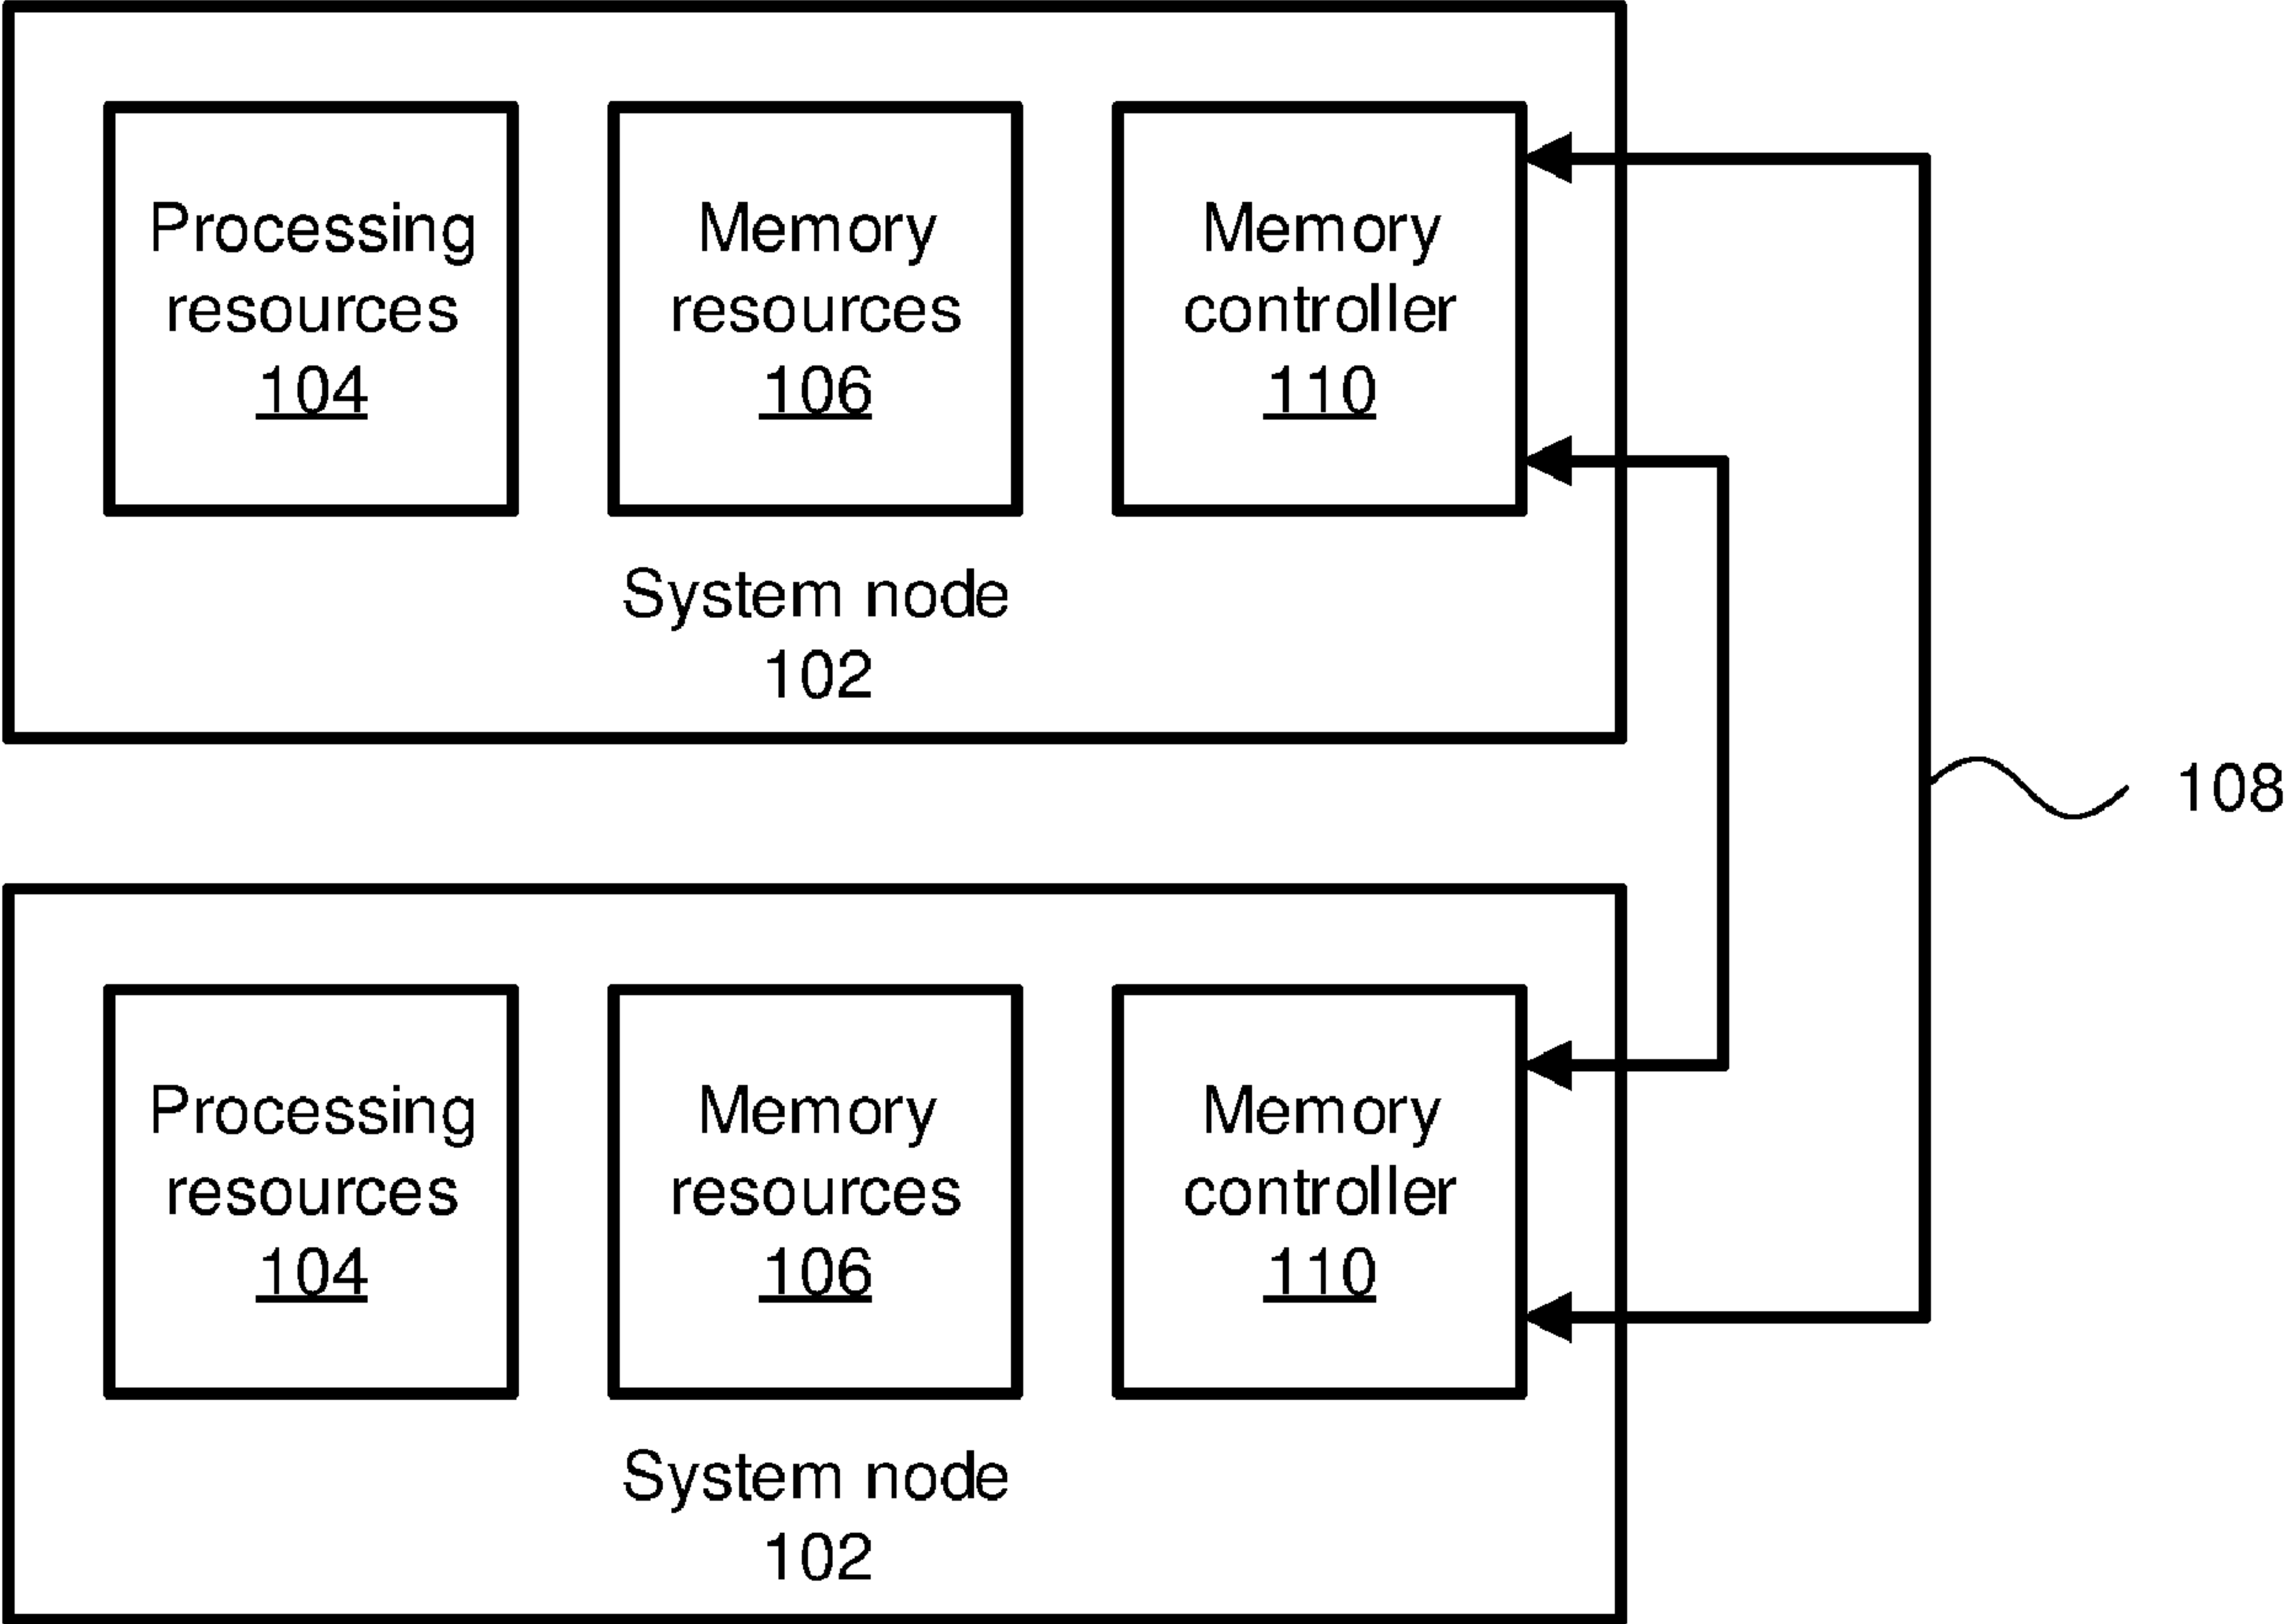 Processing
resources
104
Memory
resources
106
Memory
controller
110
System node
102
108
Processing
resources
104
Memory
resources
106
Memory
controller
110
System node
102